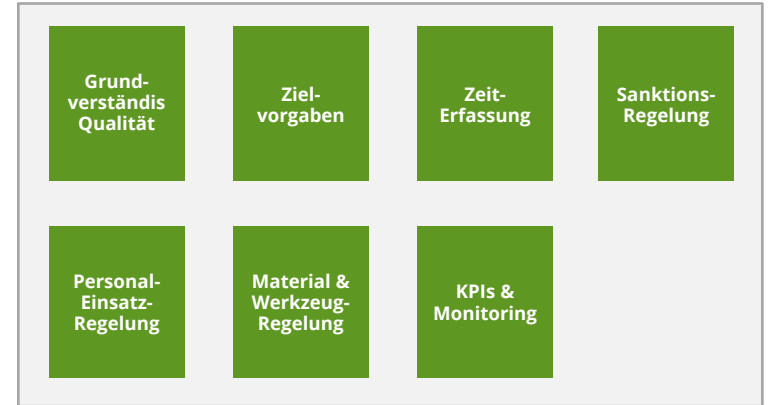 Grund-
verständis
Qualität
Ziel-
vorgaben
Zeit-
Erfassung
Sanktions-
Regelung
Personal-
Einsatz-
Regelung
Material &
Werkzeug-
Regelung
KPIs &
Monitoring